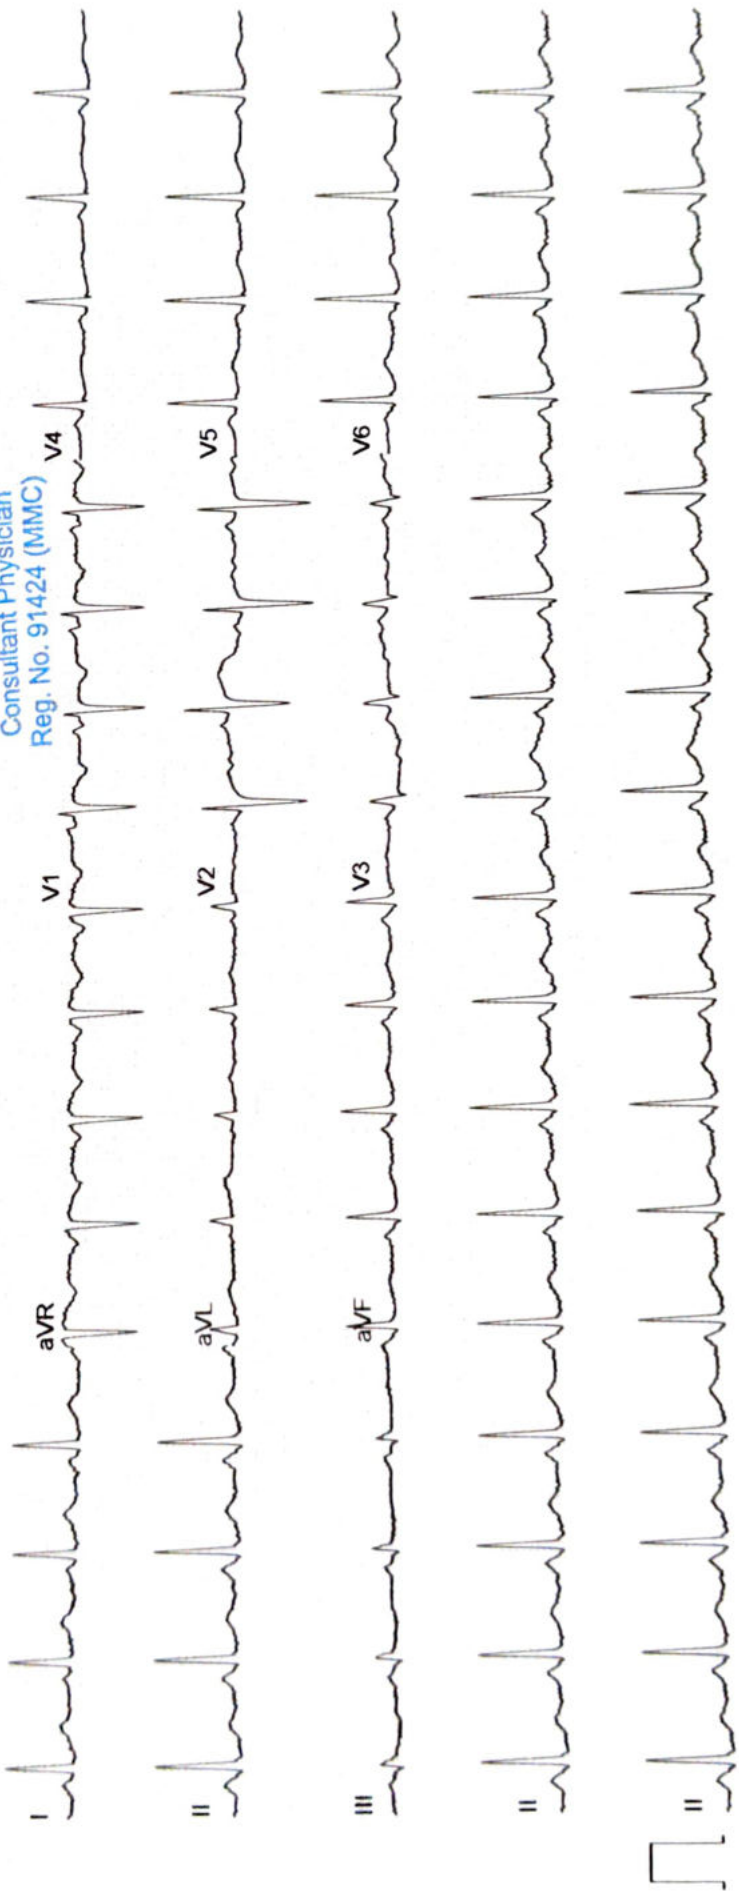 Consultant Physician
Reg. No. 91424 (MMC)
I
aVR
V1
V4
II
aVL
V2
V5
III
aVF
V3
V6
II
II